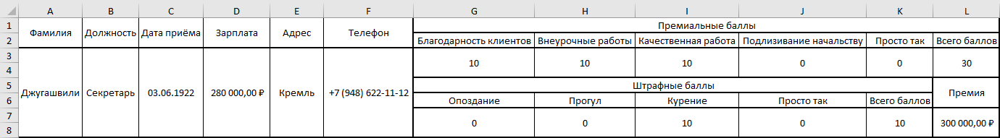 A B C D E F G H I J K L
1 Фамилия Должность Дата приёма Зарплата Адрес Телефон Премиальные баллы
2 Благодарность клиентов Внеурочные работы Качественная работа Подлизивание начальству Просто так Всего баллов
3 10 10 10 0 0 30
4
5 Джугашвили Секретарь 03.06.1922 280 000,00 ₽ Кремль +7 (948) 622-11-12 Штрафные баллы Премия
6 Опоздание Прогул Курение Просто так Всего баллов
7 0 0 10 0 10 300 000,00 ₽
8